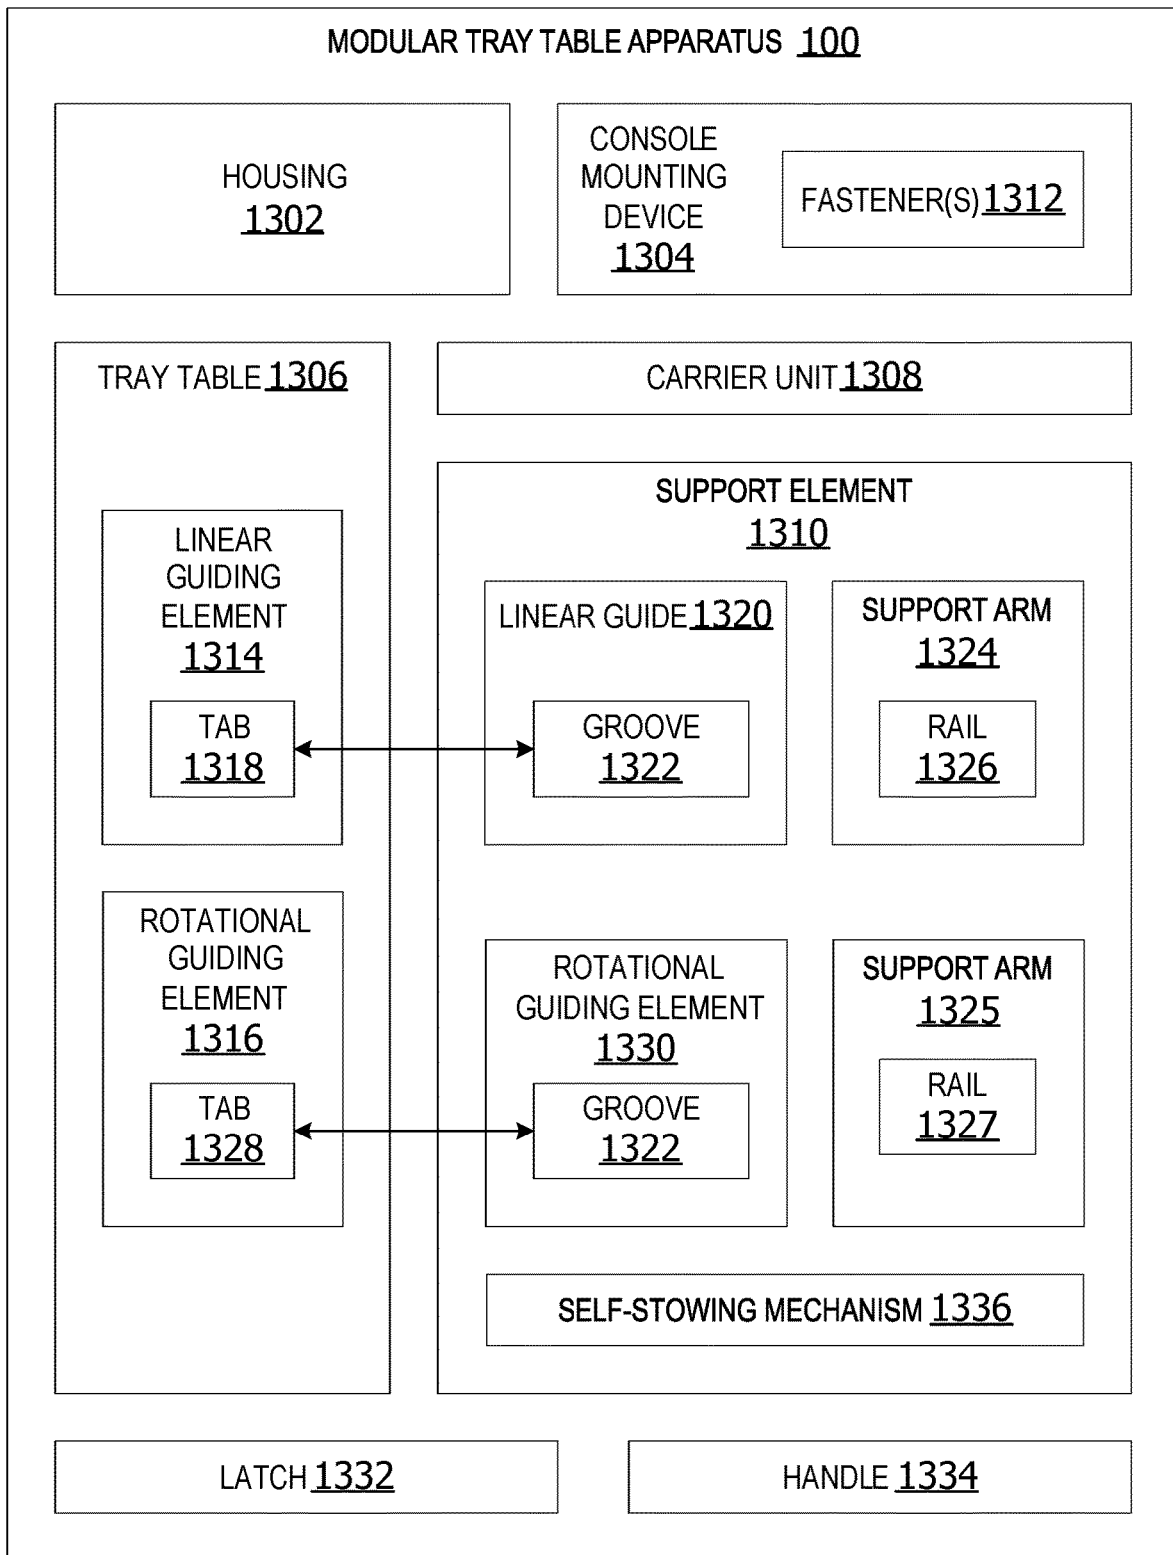 MODULAR TRAY TABLE APPARATUS 100
HOUSING
1302
CONSOLE
MOUNTING
DEVICE
1304
FASTENER(S) 1312
TRAY TABLE 1306
CARRIER UNIT 1308
LINEAR
GUIDING
ELEMENT
1314
TAB
1318
ROTATIONAL
GUIDING
ELEMENT
1316
TAB
1328
SUPPORT ELEMENT
1310
LINEAR GUIDE 1320
GROOVE
1322
SUPPORT ARM
1324
RAIL
1326
ROTATIONAL
GUIDING ELEMENT
1330
GROOVE
1322
SUPPORT ARM
1325
RAIL
1327
SELF-STOWING MECHANISM 1336
LATCH 1332
HANDLE 1334